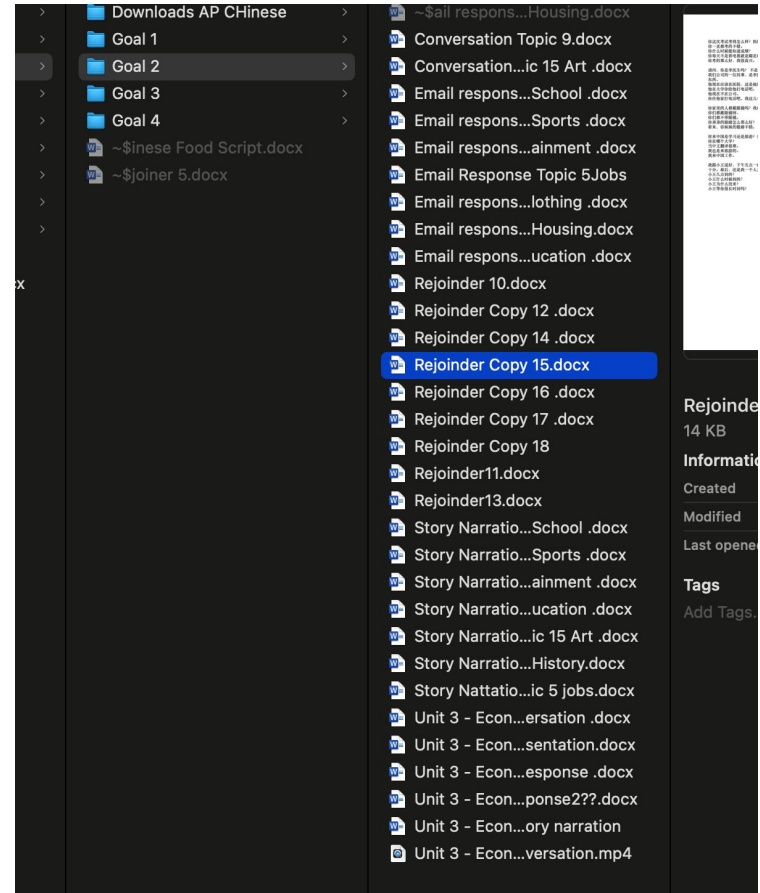 Downloads AP CHinese
Goal 1
Goal 2
Goal 3
Goal 4
~$inese Food Script.docx
~$joiner 5.docx
x
~$ail respons...Housing.docx
Conversation Topic 9.docx
Conversation...ic 15 Art .docx
Email respons...School .docx
Email respons...Sports .docx
Email respons...ainment .docx
Email Response Topic 5Jobs
Email respons...lothing .docx
Email respons...Housing.docx
Email respons...ucation .docx
Rejoinder 10.docx
Rejoinder Copy 12 .docx
Rejoinder Copy 14 .docx
Rejoinder Copy 15.docx
Rejoinder Copy 16 .docx
Rejoinder Copy 17 .docx
Rejoinder Copy 18
Rejoinder11.docx
Rejoinder13.docx
Story Narratio...School .docx
Story Narratio...Sports .docx
Story Narratio...ainment .docx
Story Narratio...ucation .docx
Story Narratio...ic 15 Art .docx
Story Narratio...History.docx
Story Nattatio...ic 5 jobs.docx
Unit 3 - Econ...ersation .docx
Unit 3 - Econ...sentation.docx
Unit 3 - Econ...esponse .docx
Unit 3 - Econ...ponse2??.docx
Unit 3 - Econ...ory narration
Unit 3 - Econ...versation.mp4
Rejoinde
14 KB
Informatio
Created
Modified
Last opene
Tags
Add Tags.